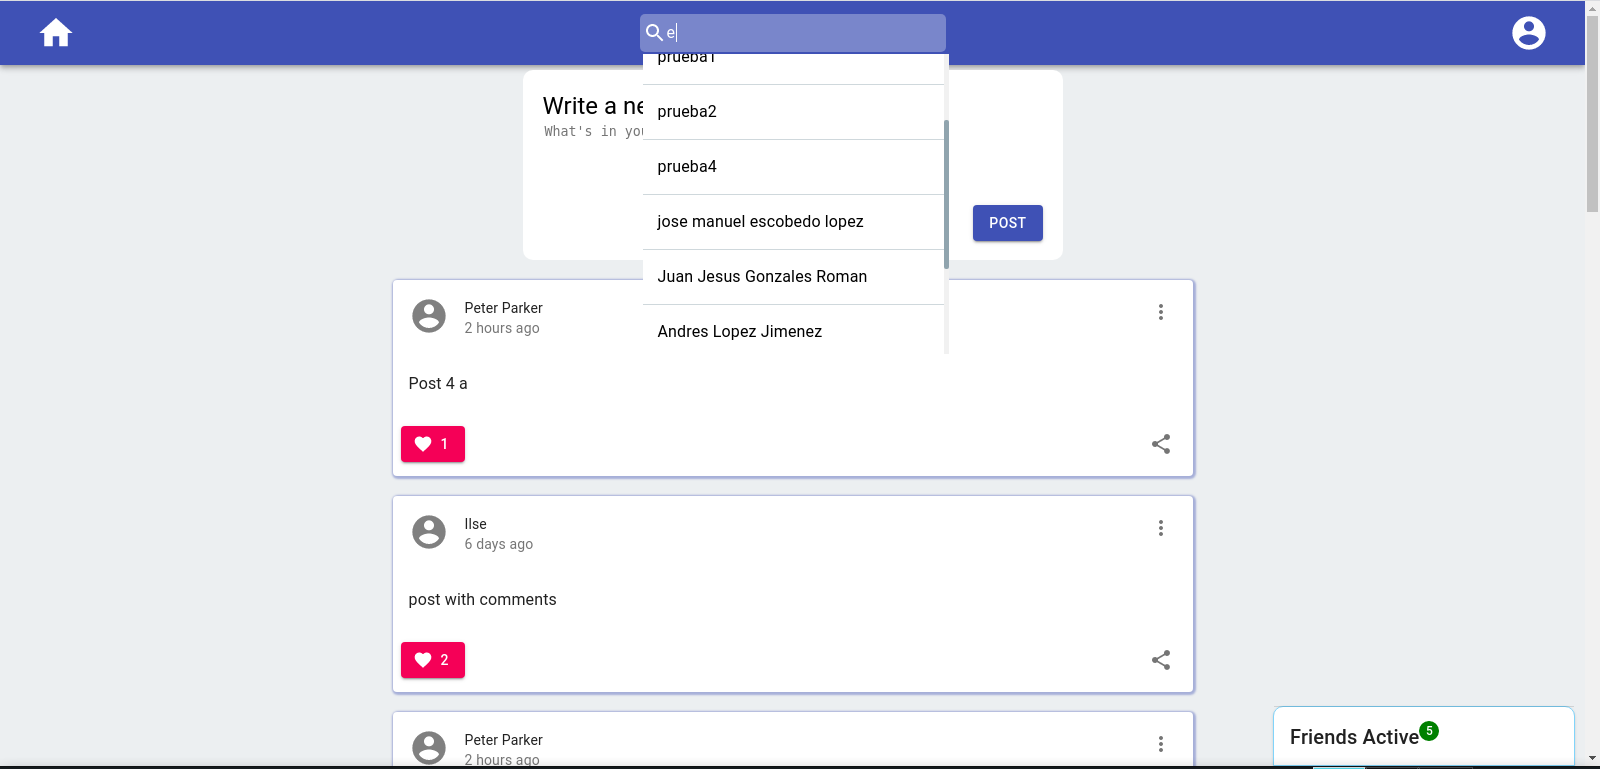 e
prueba1
prueba2
prueba4
jose manuel escobedo lopez
Juan Jesus Gonzales Roman
Andres Lopez Jimenez
Write a ne
What's in you
POST
Peter Parker
2 hours ago
Post 4 a
1
Ilse
6 days ago
post with comments
2
Peter Parker
2 hours ago
Friends Active 5